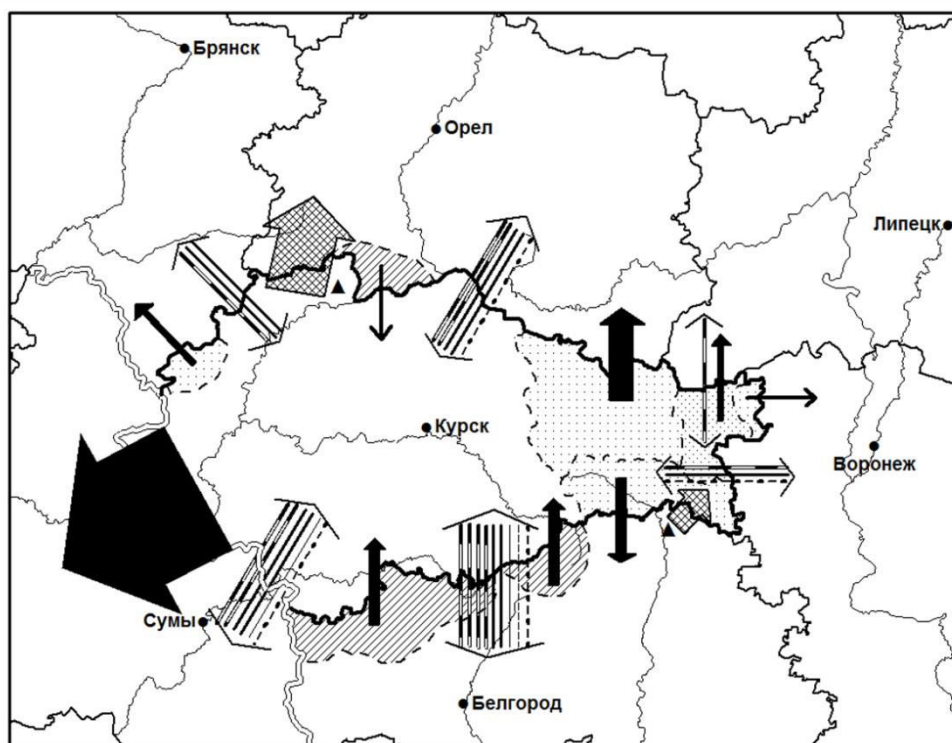 Брянск
Орел
Липецк
Курск
Воронеж
Сумы
Белгород